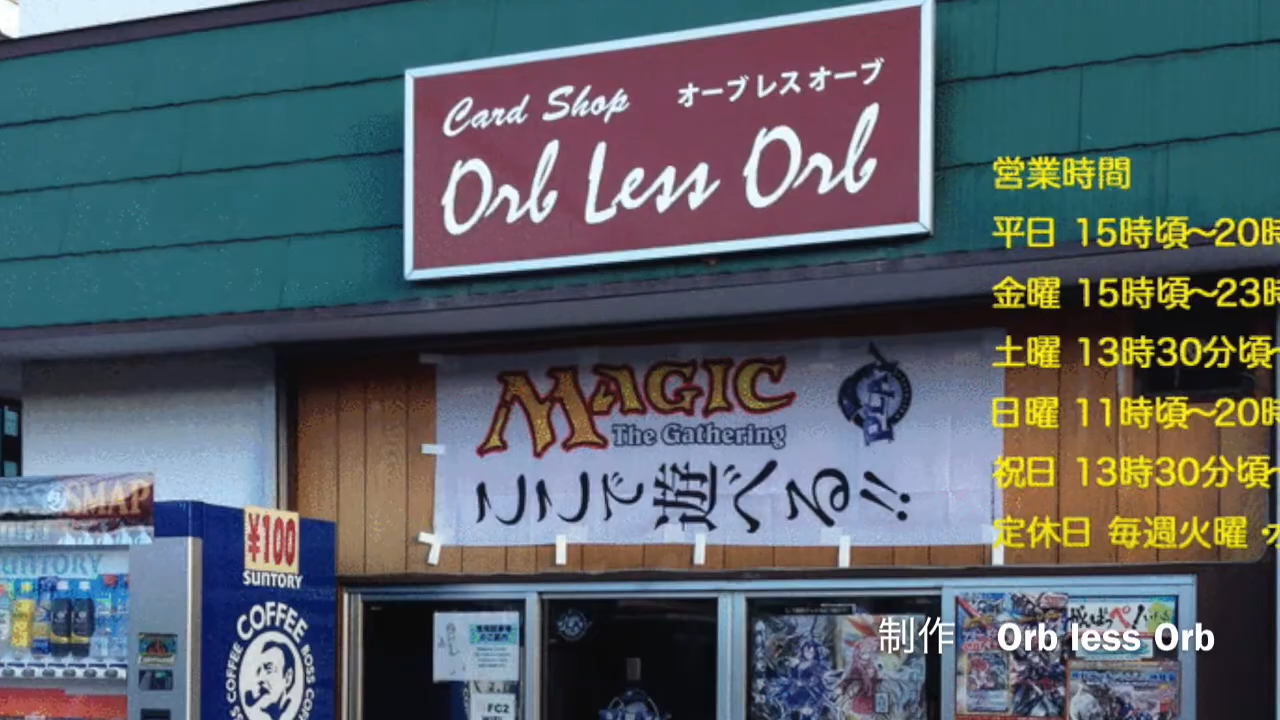 Card Shop オーブレスオーブ
Orb Less Orb
営業時間
平日 15時頃〜20時
金曜 15時頃〜23時
土曜 13時30分頃
日曜 11時頃〜20時
祝日 13時30分頃
定休日 毎週火曜
MAGIC
The Gathering
PLAY
ここで遊べる!!
SMAP
SUNTORY
¥100
SUNTORY
COFFEE
BOSS
FC2
制作 Orb less Orb